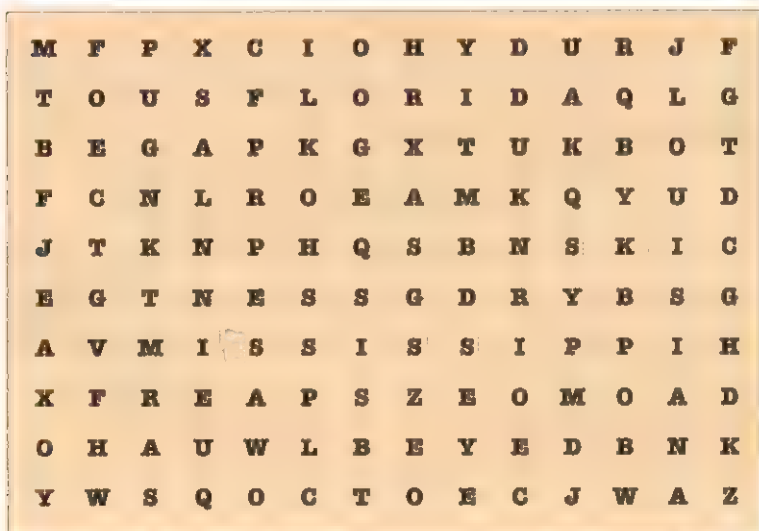 M F P X C I O H Y D U R J F
T O U S F L O R I D A Q L G
B E G A P K G X T U K B O T
F C N L R O E A M K Q Y U D
J T K N P H Q S B N S K I C
E G T N E S S G D R Y B S G
A V M I S S I S S I P P I H
X F R E A P S Z E O M O A D
O H A U W L B E Y E D B N K
Y W S Q O C T O E C J W A Z